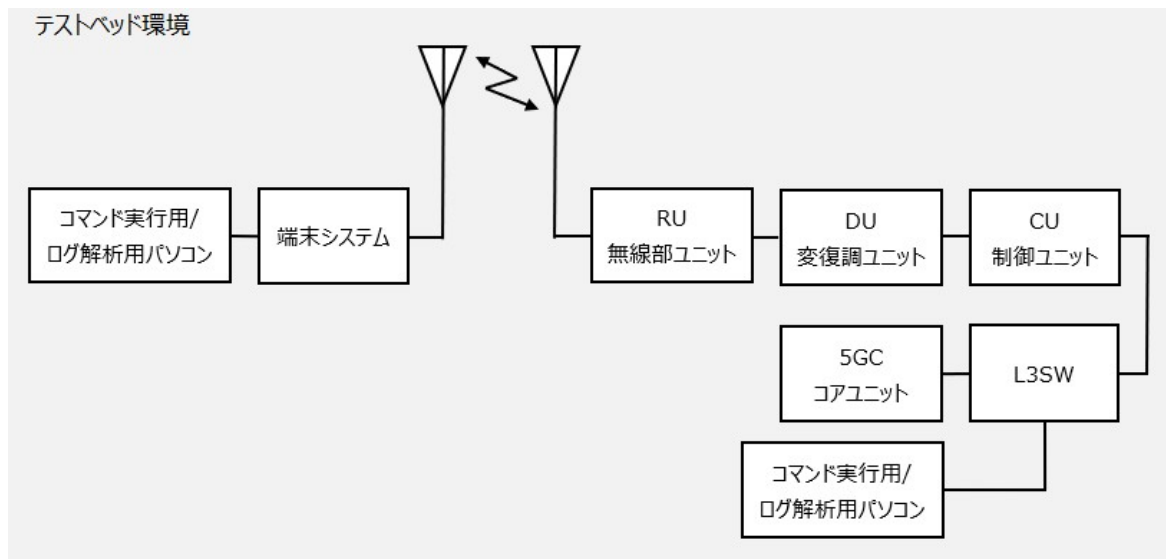 テストベッド環境
コマンド実行用/
ログ解析用パソコン
端末システム
RU
無線部ユニット
DU
変復調ユニット
CU
制御ユニット
5GC
コアユニット
L3SW
コマンド実行用/
ログ解析用パソコン